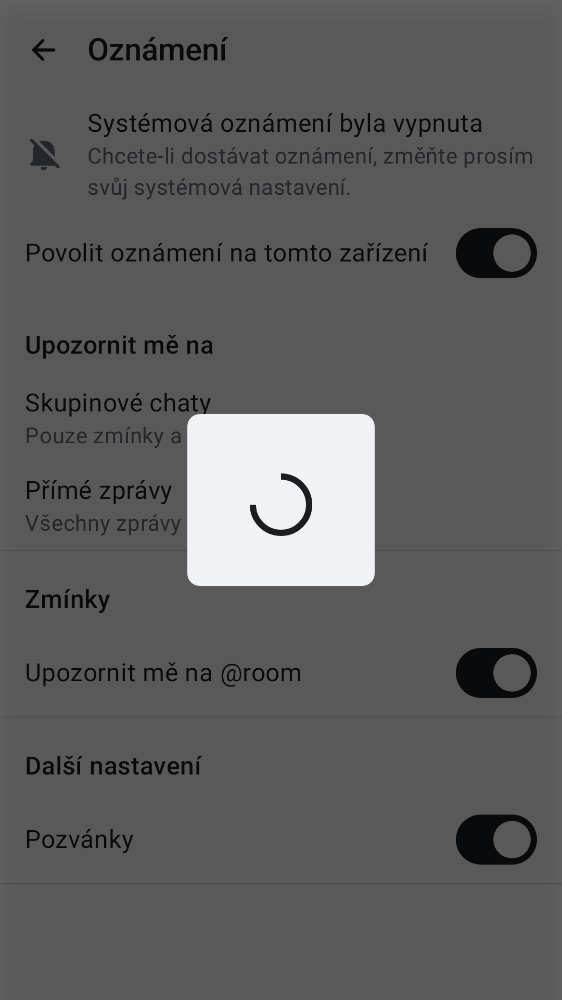 Oznámení
Systémová oznámení byla vypnuta
Chcete-li dostávat oznámení, změňte prosím
svůj systémová nastavení.
Povolit oznámení na tomto zařízení
Upozornit mě na
Skupinové chaty
Pouze zmínky a
Přímé zprávy
Všechny zprávy
Zmínky
Upozornit mě na @room
Další nastavení
Pozvánky